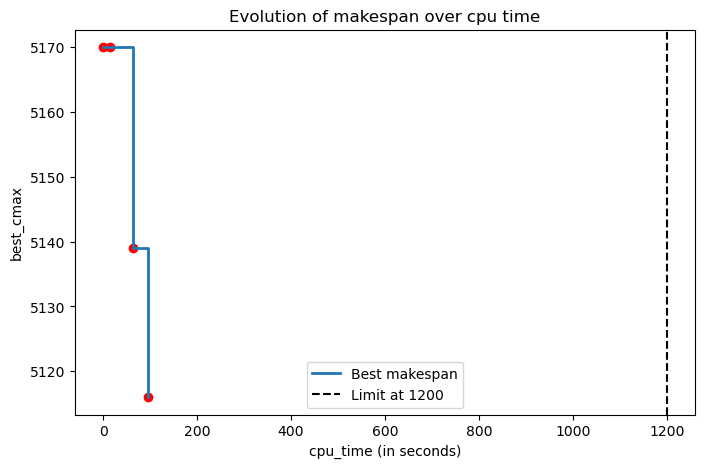 Evolution of makespan over cpu time
best_cmax
5170
5160
5150
5140
5130
5120
Best makespan
Limit at 1200
0
200
400
600
800
1000
1200
cpu_time (in seconds)